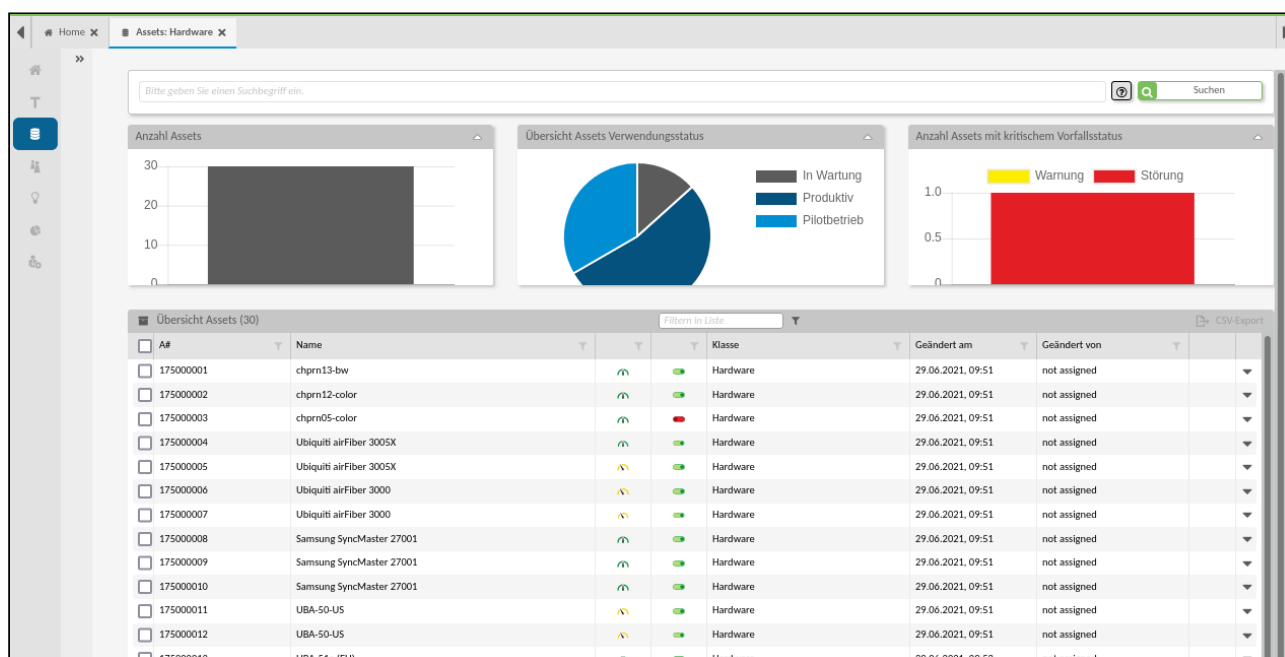 Home Assets: Hardware
Bitte geben Sie einen Suchbegriff ein. Suchen
Anzahl Assets
30
20
10
0
Übersicht Assets Verwendungsstatus
In Wartung
Produktiv
Pilotbetrieb
Anzahl Assets mit kritischem Vorfallsstatus
Warnung Störung
1.0
0.5
0
Übersicht Assets (30) Filtern in Liste CSV-Export
A# Name Klasse Geändert am Geändert von
175000001 chprn13-bw Hardware 29.06.2021, 09:51 not assigned
175000002 chprn12-color Hardware 29.06.2021, 09:51 not assigned
175000003 chprn05-color Hardware 29.06.2021, 09:51 not assigned
175000004 Ubiquiti airFiber 3005X Hardware 29.06.2021, 09:51 not assigned
175000005 Ubiquiti airFiber 3005X Hardware 29.06.2021, 09:51 not assigned
175000006 Ubiquiti airFiber 3000 Hardware 29.06.2021, 09:51 not assigned
175000007 Ubiquiti airFiber 3000 Hardware 29.06.2021, 09:51 not assigned
175000008 Samsung SyncMaster 27001 Hardware 29.06.2021, 09:51 not assigned
175000009 Samsung SyncMaster 27001 Hardware 29.06.2021, 09:51 not assigned
175000010 Samsung SyncMaster 27001 Hardware 29.06.2021, 09:51 not assigned
175000011 UBA-50-US Hardware 29.06.2021, 09:51 not assigned
175000012 UBA-50-US Hardware 29.06.2021, 09:51 not assigned